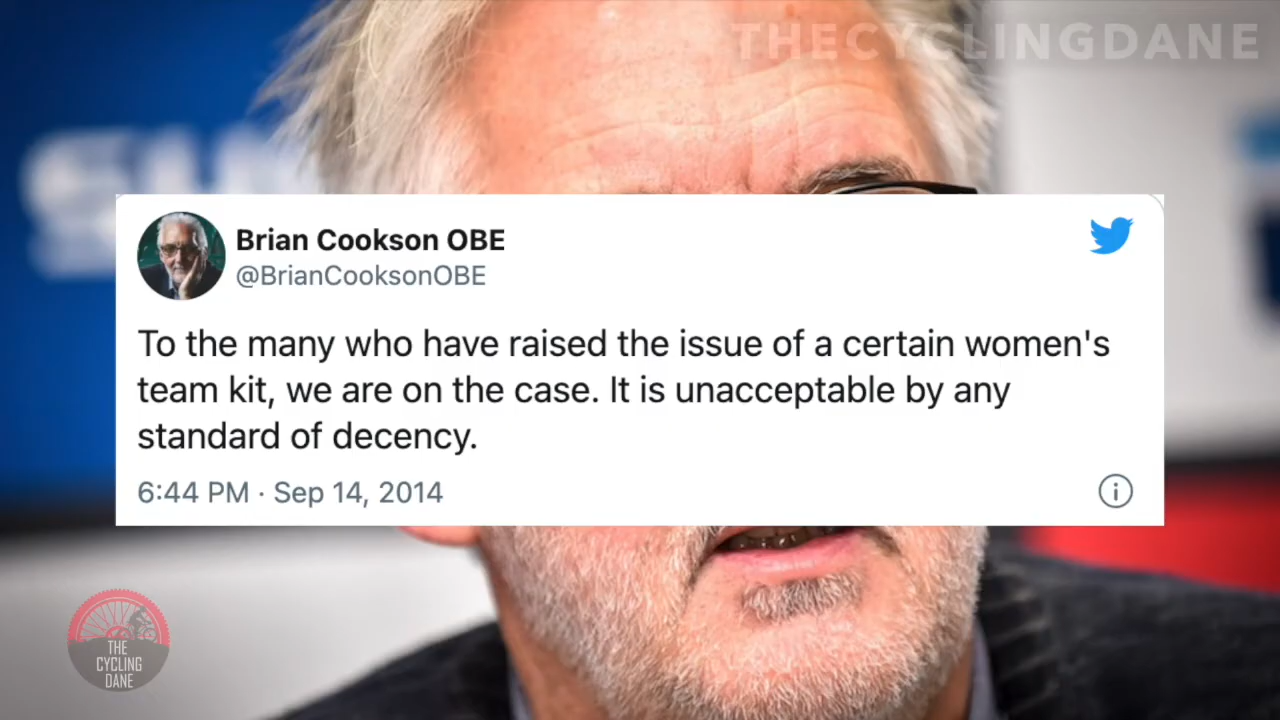 THECYCLINGDANE
Brian Cookson OBE
@BrianCooksonOBE
To the many who have raised the issue of a certain women's
team kit, we are on the case. It is unacceptable by any
standard of decency.
6:44 PM · Sep 14, 2014
THE
CYCLING
DANE